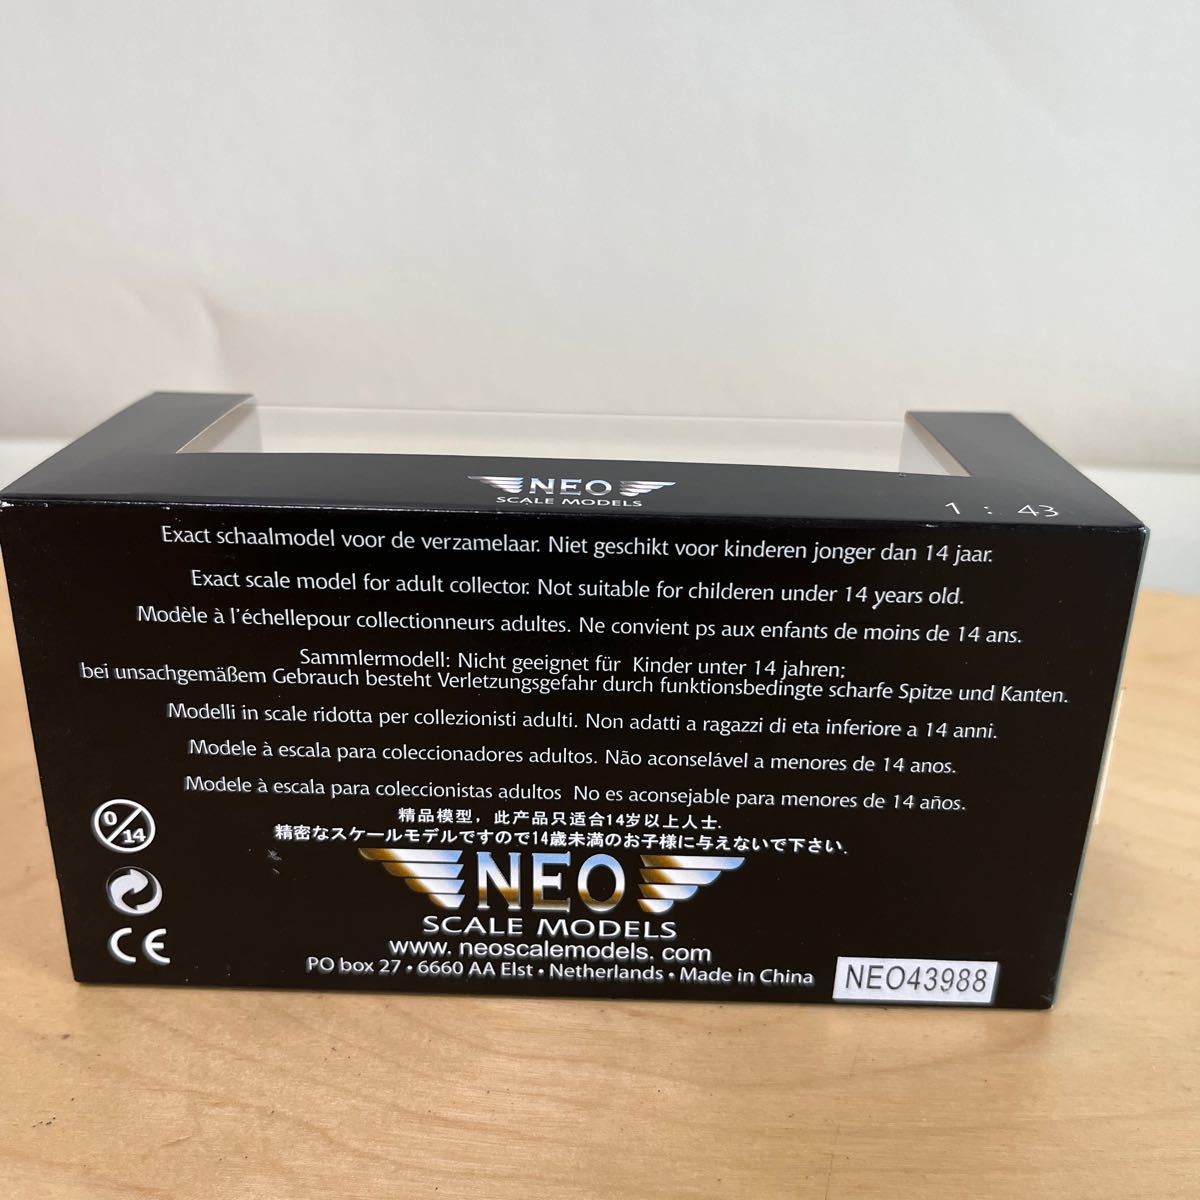 NEO
SCALE MODELS
1 : 43
Exact schaalmodel voor de verzamelaar. Niet geschikt voor kinderen jonger dan 14 jaar.
Exact scale model for adult collector. Not suitable for childeren under 14 years old.
Modèle à l'échellepour collectionneurs adultes. Ne convient ps aux enfants de moins de 14 ans.
Sammlermodell: Nicht geeignet für Kinder unter 14 jahren;
bei unsachgemäßem Gebrauch besteht Verletzungsgefahr durch funktionsbedingte scharfe Spitze und Kanten.
Modelli in scale ridotta per collezionisti adulti. Non adatti a ragazzi di eta inferiore a 14 anni.
Modele à escala para coleccionadores adultos. Não aconselável a menores de 14 anos.
Modele à escala para coleccionistas adultos No es aconsejable para menores de 14 años.
精品模型，此产品只适合14岁以上人士.
精密なスケールモデルですので14歳未満のお子様に与えないで下さい.
0/14
CE
NEO
SCALE MODELS
www. neoscalemodels. com
PO box 27 • 6660 AA Elst • Netherlands • Made in China
NEO43988